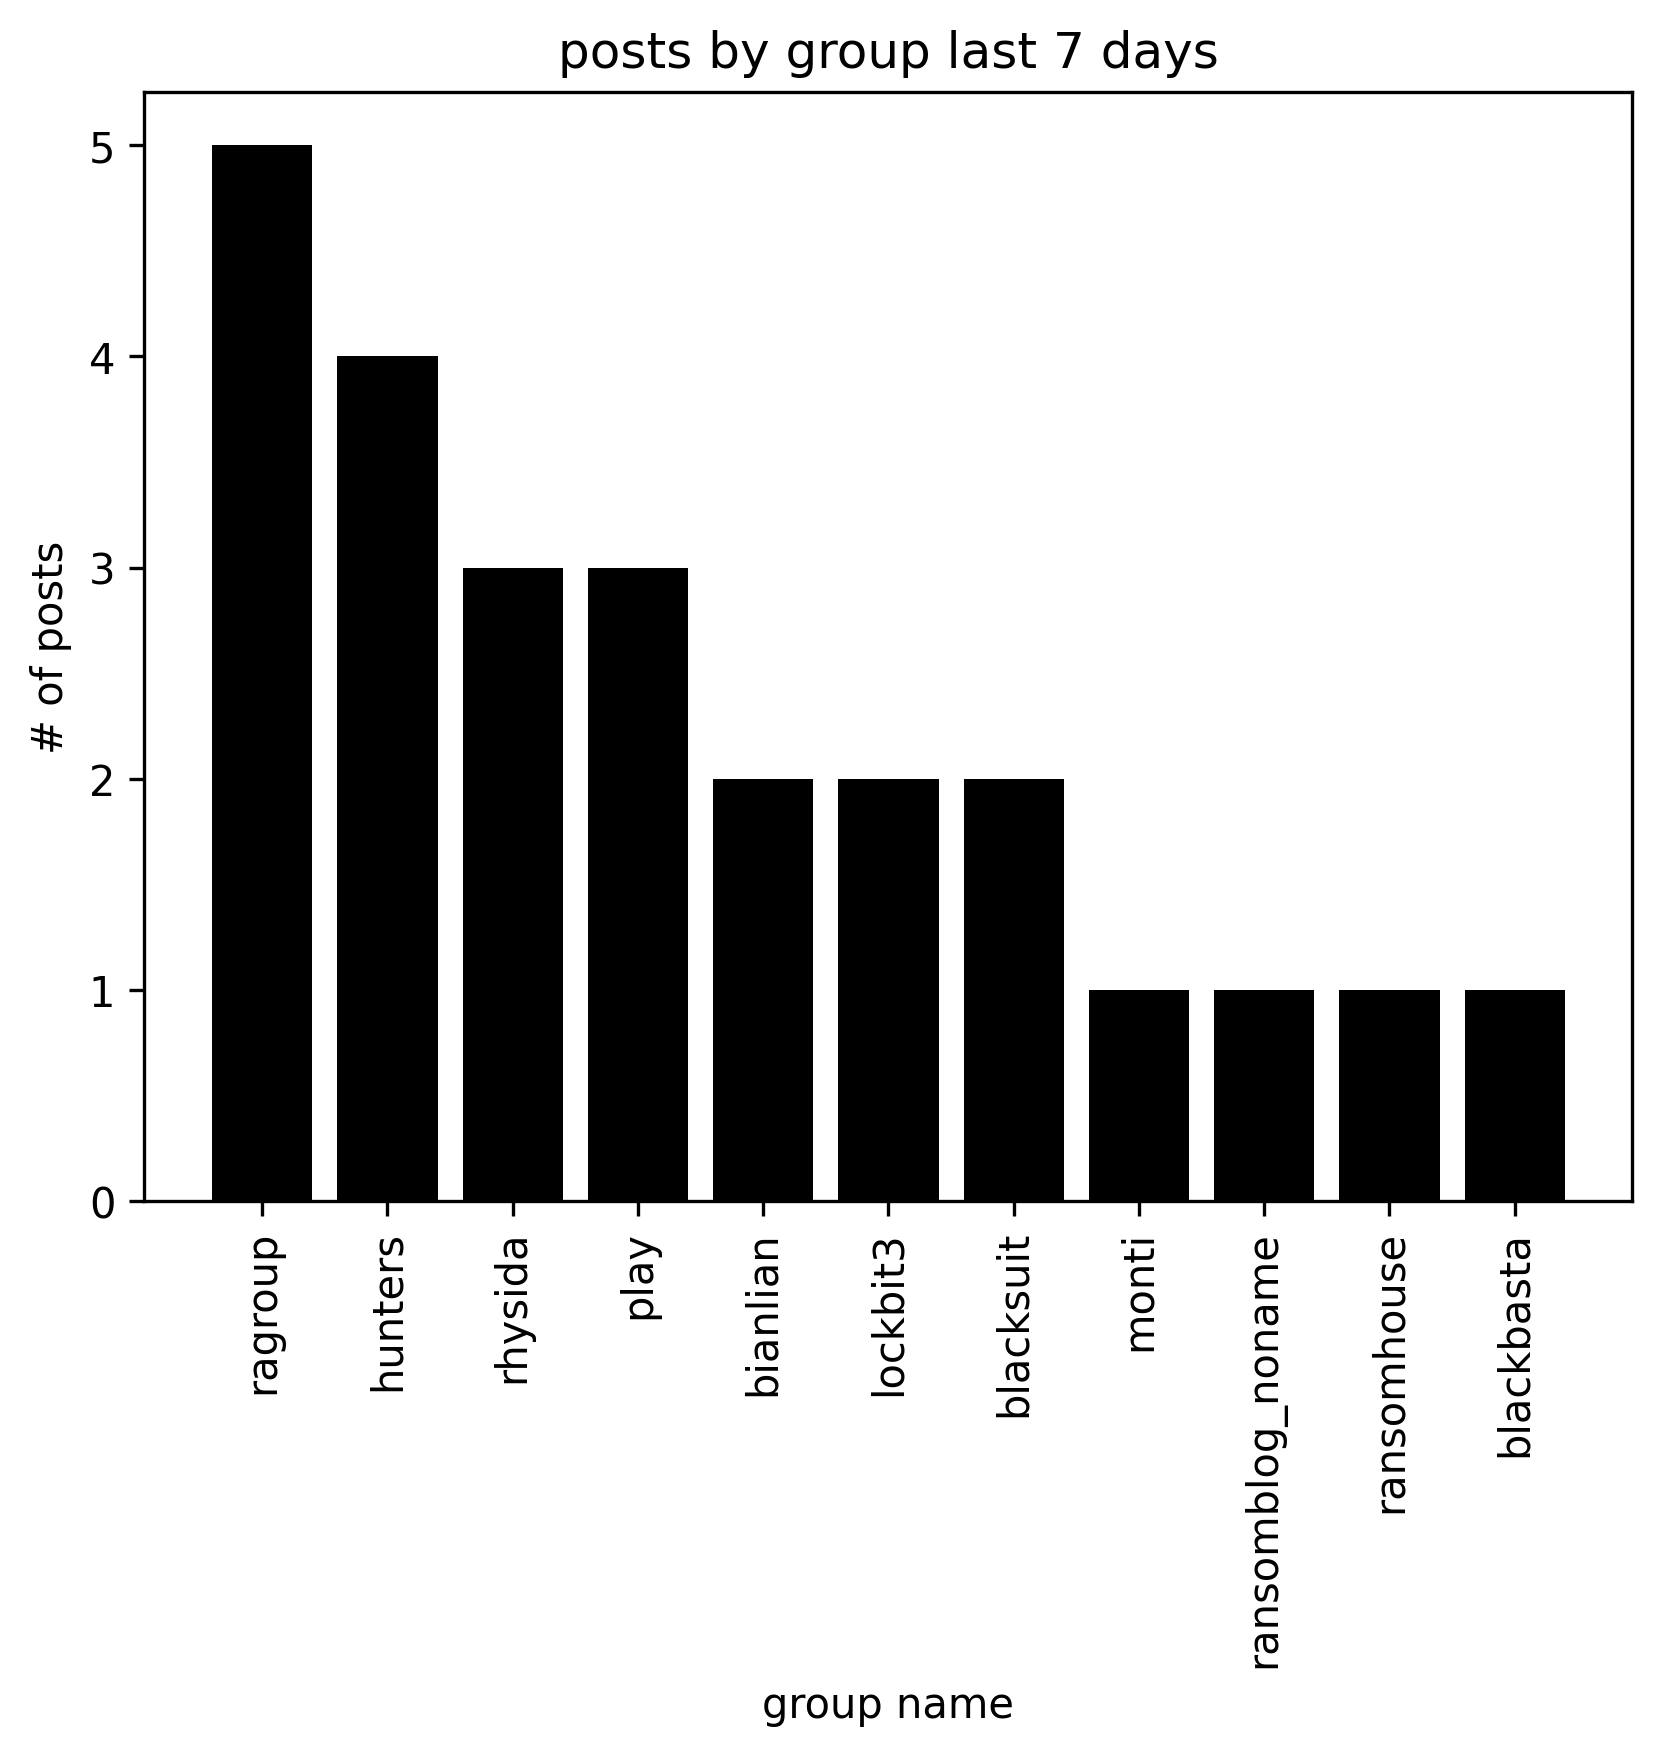 posts by group last 7 days
# of posts
5
4
3
2
1
0
ragroup
hunters
rhysida
play
bianlian
lockbit3
blacksuit
monti
ransomblog_noname
ransomhouse
blackbasta
group name